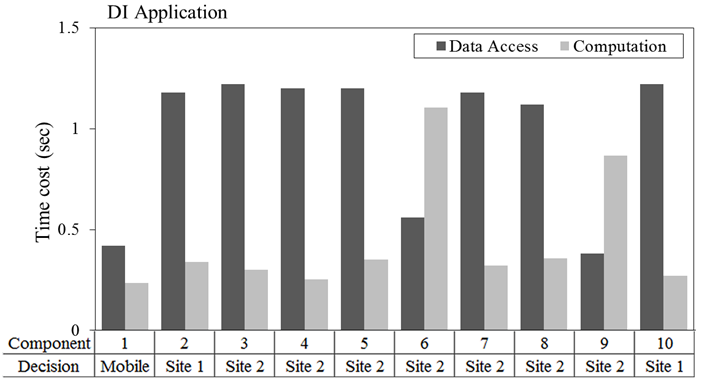 DI Application
1.5
Data Access Computation
1
Time cost (sec)
0.5
0
Component 1 2 3 4 5 6 7 8 9 10
Decision Mobile Site 1 Site 2 Site 2 Site 2 Site 2 Site 2 Site 2 Site 2 Site 1